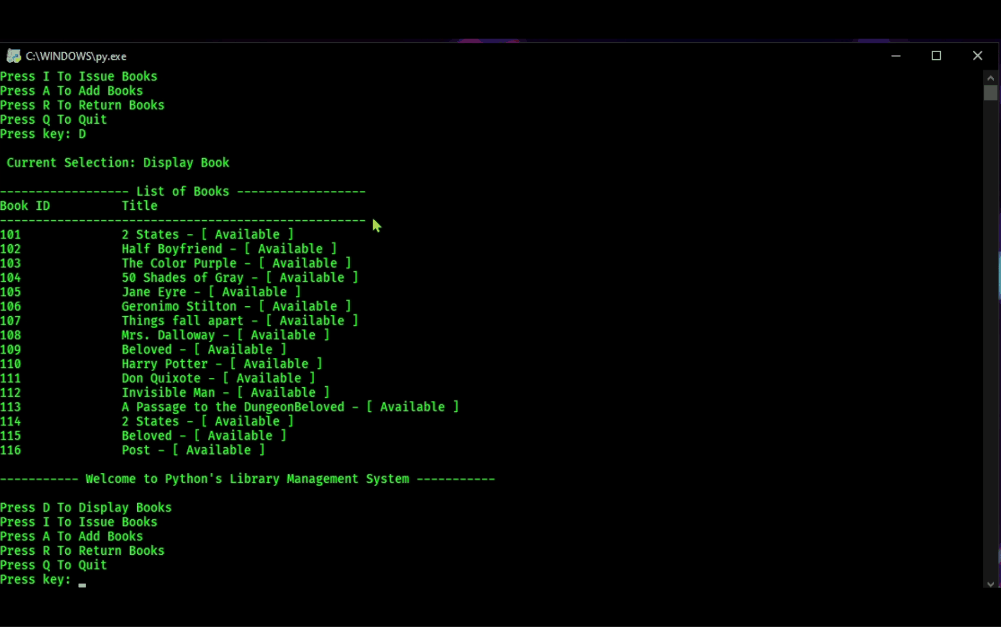 C:\WINDOWS\py.exe
Press I To Issue Books
Press A To Add Books
Press R To Return Books
Press Q To Quit
Press key: D
Current Selection: Display Book
------------------ List of Books ------------------
Book ID Title
---------------------------------------------------
101 2 States - [ Available ]
102 Half Boyfriend - [ Available ]
103 The Color Purple - [ Available ]
104 50 Shades of Gray - [ Available ]
105 Jane Eyre - [ Available ]
106 Geronimo Stilton - [ Available ]
107 Things fall apart - [ Available ]
108 Mrs. Dalloway - [ Available ]
109 Beloved - [ Available ]
110 Harry Potter - [ Available ]
111 Don Quixote - [ Available ]
112 Invisible Man - [ Available ]
113 A Passage to the DungeonBeloved - [ Available ]
114 2 States - [ Available ]
115 Beloved - [ Available ]
116 Post - [ Available ]
----------- Welcome to Python's Library Management System -----------
Press D To Display Books
Press I To Issue Books
Press A To Add Books
Press R To Return Books
Press Q To Quit
Press key: